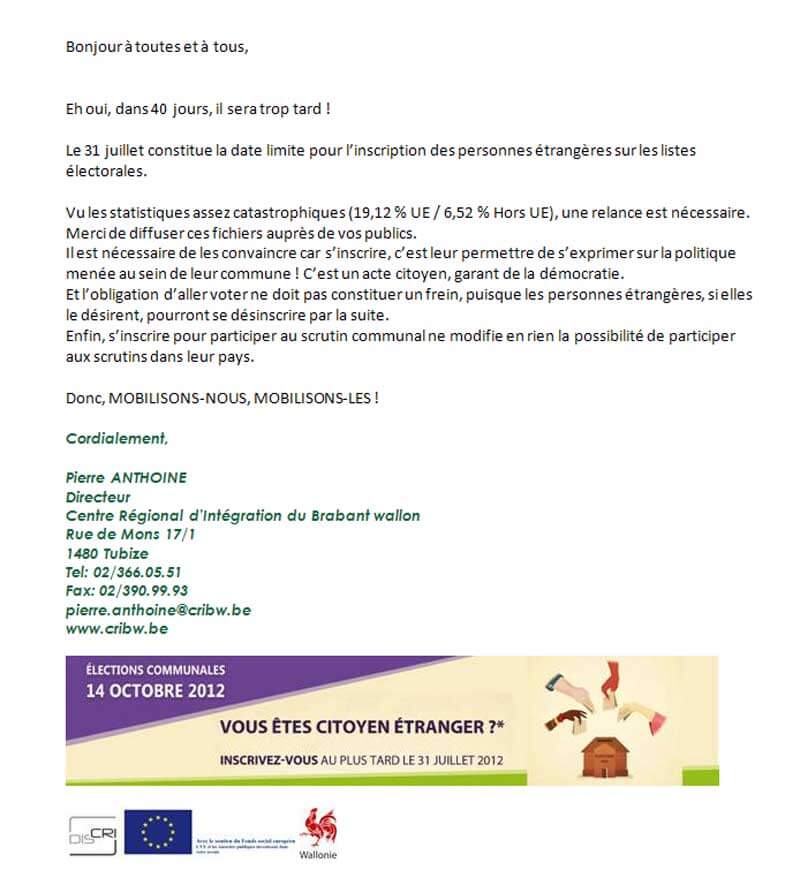 Bonjour à toutes et à tous,
Eh oui, dans 40 jours, il sera trop tard !
Le 31 juillet constitue la date limite pour l’inscription des personnes étrangères sur les listes
électorales.
Vu les statistiques assez catastrophiques (19,12 % UE / 6,52 % Hors UE), une relance est nécessaire.
Merci de diffuser ces fichiers auprès de vos publics.
Il est nécessaire de les convaincre car s’inscrire, c’est leur permettre de s’exprimer sur la politique
menée au sein de leur commune ! C’est un acte citoyen, garant de la démocratie.
Et l’obligation d’aller voter ne doit pas constituer un frein, puisque les personnes étrangères, si elles
le désirent, pourront se désinscrire par la suite.
Enfin, s’inscrire pour participer au scrutin communal ne modifie en rien la possibilité de participer
aux scrutins dans leur pays.
Donc, MOBILISONS-NOUS, MOBILISONS-LES !
Cordialement,
Pierre ANTHOINE
Directeur
Centre Régional d'Intégration du Brabant wallon
Rue de Mons 17/1
1480 Tubize
Tel: 02/366.05.51
Fax: 02/390.99.93
pierre.anthoine@cribw.be
www.cribw.be
ÉLECTIONS COMMUNALES
14 OCTOBRE 2012
VOUS ÊTES CITOYEN ÉTRANGER ?*
INSCRIVEZ-VOUS AU PLUS TARD LE 31 JUILLET 2012
DISCRI
Avec le soutien du Fonds social européen
Wallonie